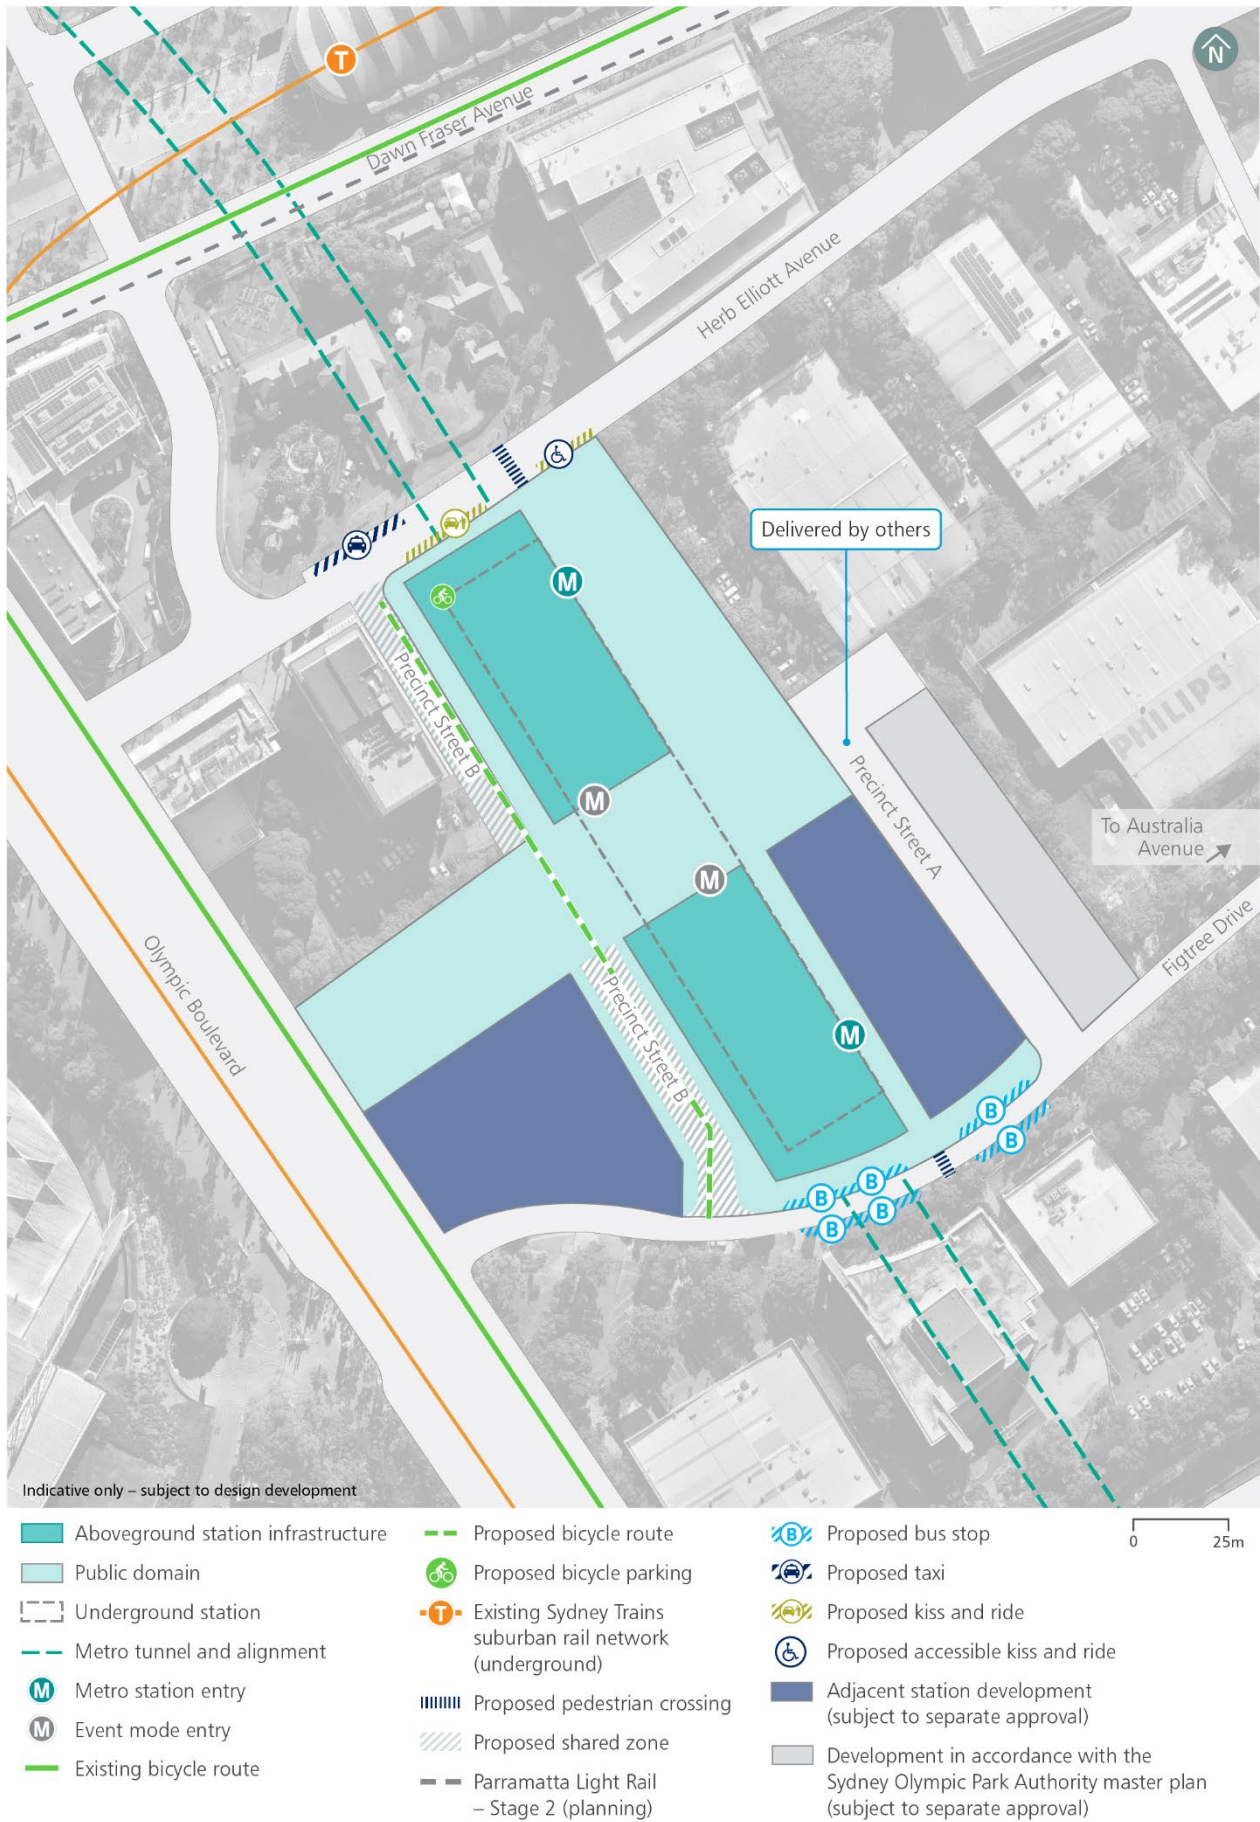 N
T
Dawn Fraser Avenue
Herb Elliott Avenue
Delivered by others
M
Precinct Street B
PHILIPS
M
Precinct Street A
To Australia
Avenue
M
Figtree Drive
Olympic Boulevard
Precinct Street B
M
B
B
B
B
B
B
Indicative only – subject to design development
Aboveground station infrastructure
Public domain
Underground station
Metro tunnel and alignment
M Metro station entry
M Event mode entry
Existing bicycle route
Proposed bicycle route
Proposed bicycle parking
T Existing Sydney Trains
suburban rail network
(underground)
Proposed pedestrian crossing
Proposed shared zone
Parramatta Light Rail
– Stage 2 (planning)
B Proposed bus stop
Proposed taxi
Proposed kiss and ride
Proposed accessible kiss and ride
Adjacent station development
(subject to separate approval)
Development in accordance with the
Sydney Olympic Park Authority master plan
(subject to separate approval)
0 25m